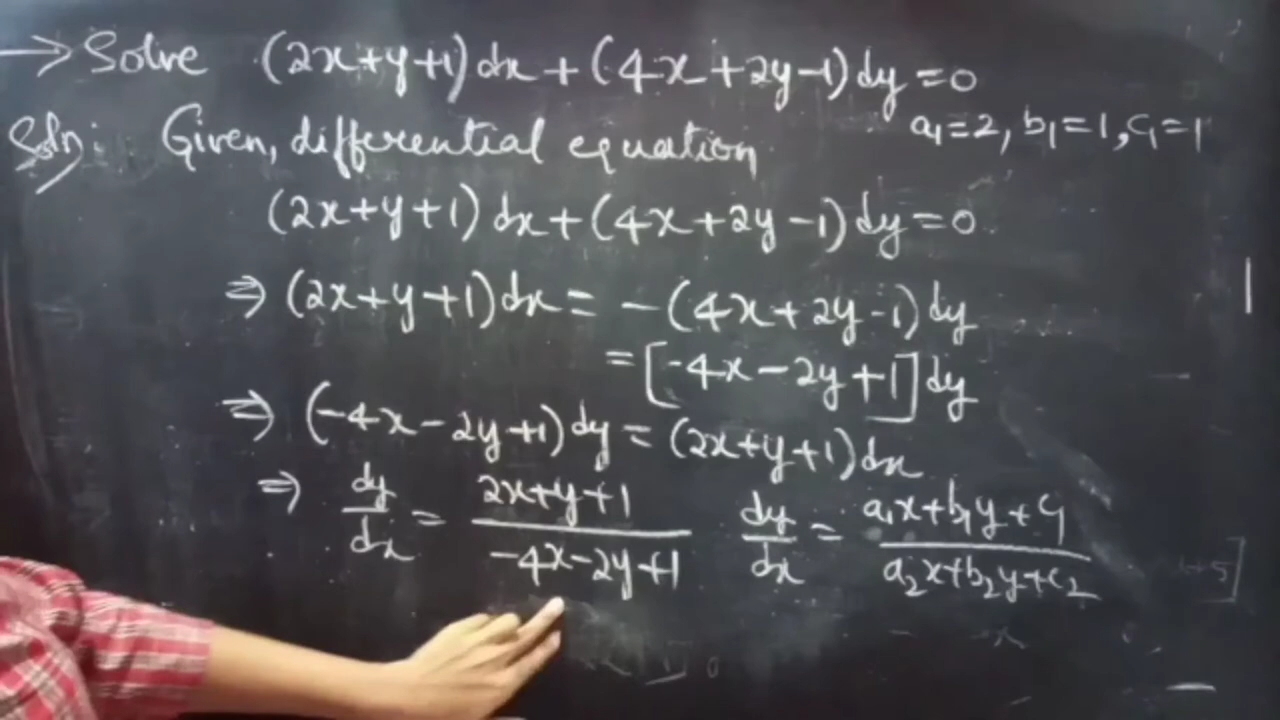 → Solve (2x+y+1)dx+(4x+2y-1)dy=0
a₁=2, b₁=1, c₁=1
Soln: Given, differential equation
(2x+y+1)dx+(4x+2y-1)dy=0
⇒ (2x+y+1)dx = -(4x+2y-1)dy
= [-4x-2y+1]dy
⇒ (-4x-2y+1)dy = (2x+y+1)dx
⇒ dy/dx = 2x+y+1/-4x-2y+1 dy/dx = a₁x+b₁y+c₁/a₂x+b₂y+c₂